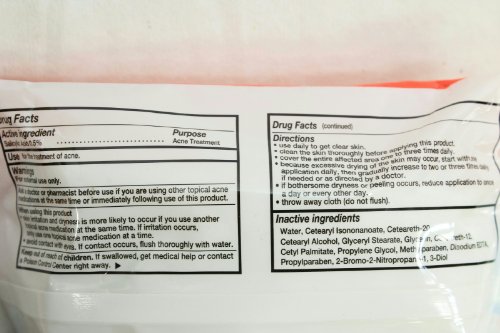 Drug Facts
Active ingredient Purpose
Salicylic Acid 0.5% Acne Treatment
Use for the treatment of acne.
Warnings
For external use only.
Ask a doctor or pharmacist before use if you are using other topical acne
medications at the same time or immediately following use of this product.
When using this product
• skin irritation and dryness is more likely to occur if you use another
topical acne medication at the same time. If irritation occurs,
only use one topical acne medication at a time.
• avoid contact with eyes. If contact occurs, flush thoroughly with water.
Keep out of reach of children. If swallowed, get medical help or contact
a Poison Control Center right away. ▶
Drug Facts (continued)
Directions
• use daily to get clear skin.
• clean the skin thoroughly before applying this product.
• cover the entire affected area one to three times daily.
• because excessive drying of the skin may occur, start with one
application daily, then gradually increase to two or three times daily
if needed or as directed by a doctor.
• if bothersome dryness or peeling occurs, reduce application to once
a day or every other day.
• throw away cloth (do not flush).
Inactive ingredients
Water, Cetearyl Isononanoate, Ceteareth-20,
Cetearyl Alcohol, Glyceryl Stearate, Glycerin, Ceteareth-12,
Cetyl Palmitate, Propylene Glycol, Methylparaben, Disodium EDTA,
Propylparaben, 2-Bromo-2-Nitropropane-1, 3-Diol